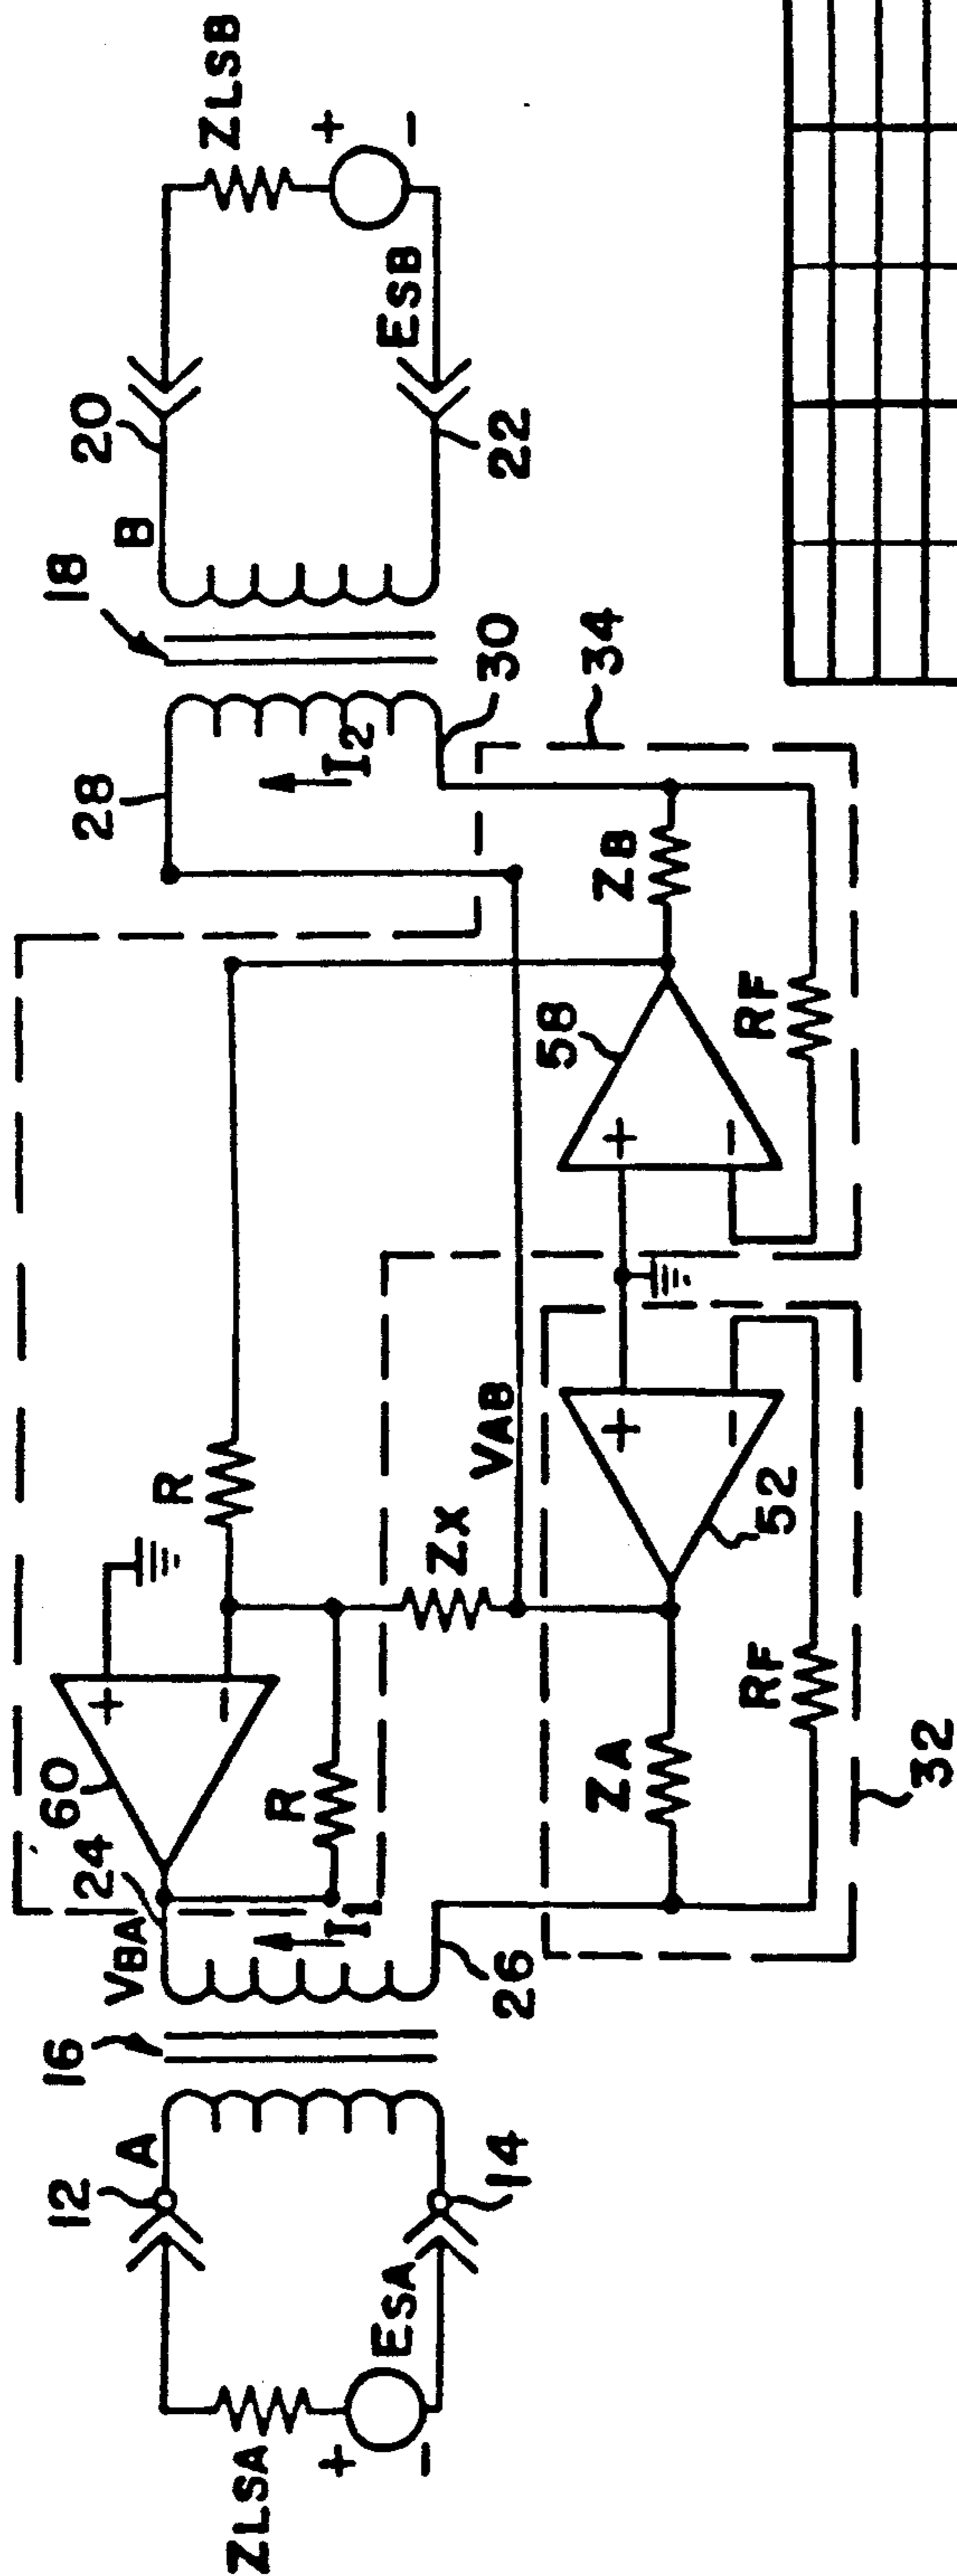 ZLSA
+
-
ESA
12
A
14
16
VBA
24
I1
26
60
+
-
R
R
ZX
VAB
ZA
RF
32
52
+
-
58
+
-
ZB
RF
34
28
I2
30
18
B
20
22
ESB
ZLSB
+
-